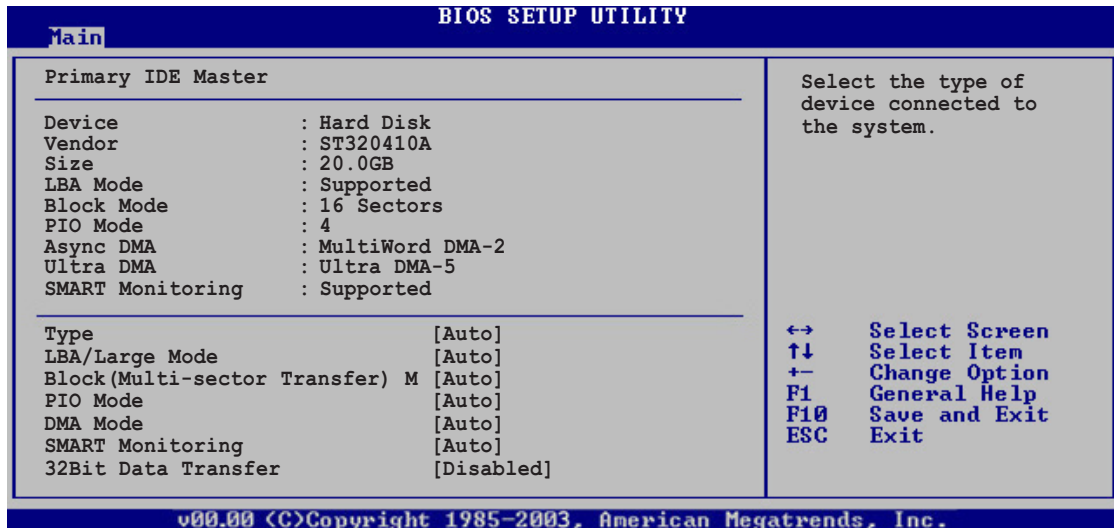 BIOS SETUP UTILITY
Main
Primary IDE Master
Device : Hard Disk
Vendor : ST320410A
Size : 20.0GB
LBA Mode : Supported
Block Mode : 16 Sectors
PIO Mode : 4
Async DMA : MultiWord DMA-2
Ultra DMA : Ultra DMA-5
SMART Monitoring : Supported
Type [Auto]
LBA/Large Mode [Auto]
Block(Multi-sector Transfer) M [Auto]
PIO Mode [Auto]
DMA Mode [Auto]
SMART Monitoring [Auto]
32Bit Data Transfer [Disabled]
Select the type of
device connected to
the system.
←→ Select Screen
↑↓ Select Item
+- Change Option
F1 General Help
F10 Save and Exit
ESC Exit
v00.00 (C)Copyright 1985-2003, American Megatrends, Inc.